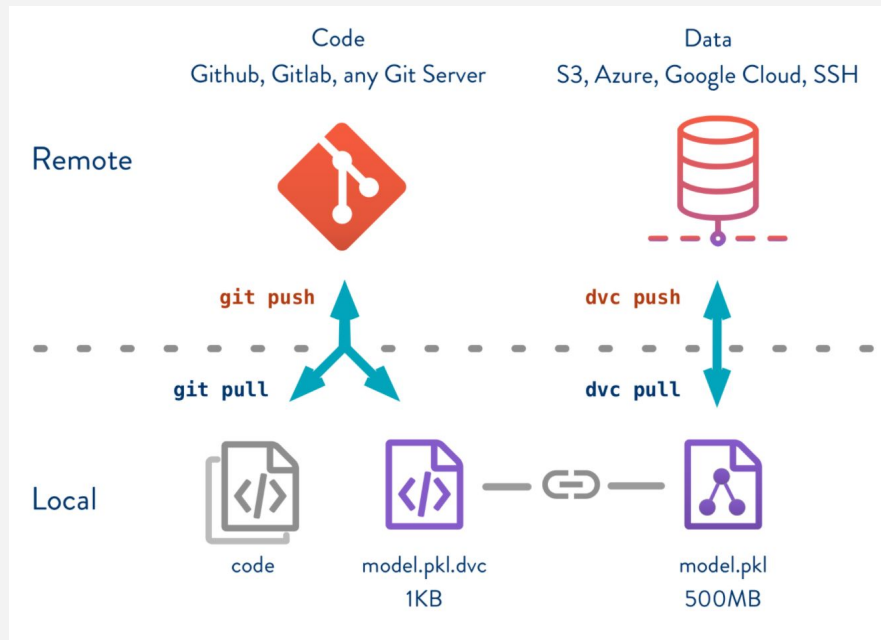 Code
Github, Gitlab, any Git Server
Data
S3, Azure, Google Cloud, SSH
Remote
git push
dvc push
git pull
dvc pull
Local
</>
</>
code
model.pkl.dvc
1KB
model.pkl
500MB